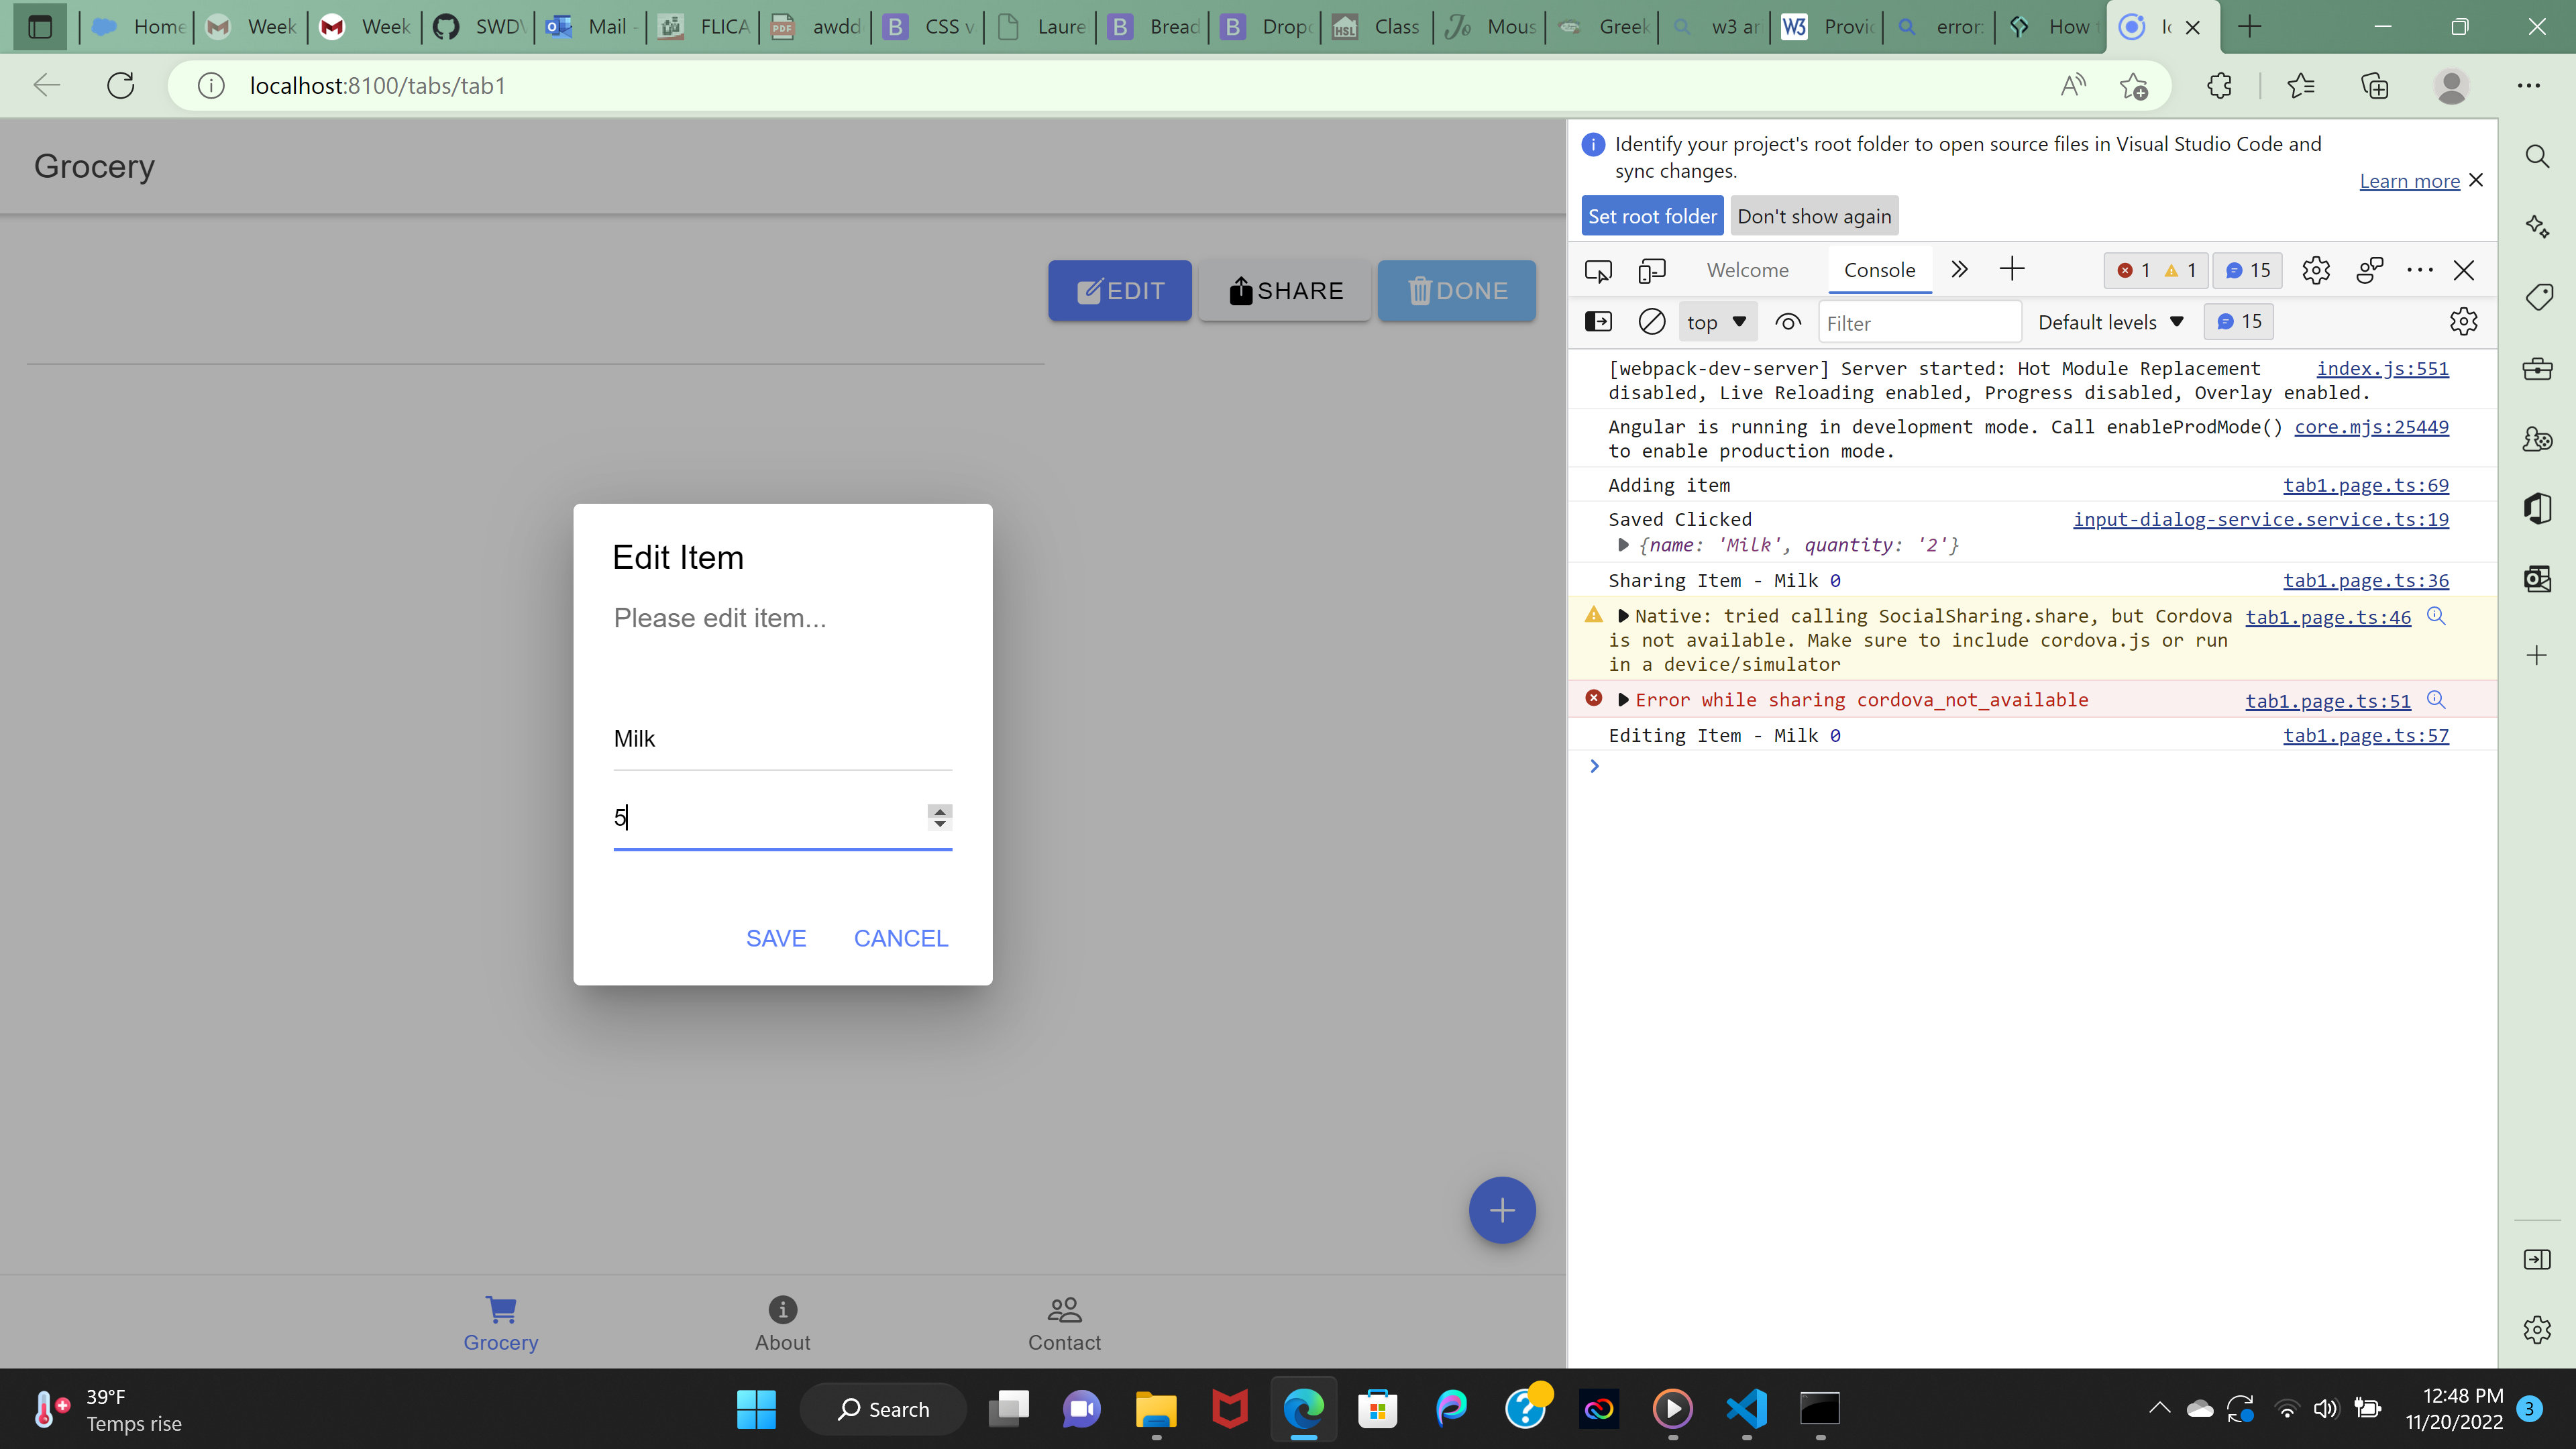 Home
Week
Week
SWDV
Mail -
FLICA
awdd
CSS v
Laure
Bread
Dropc
Class
Mous
Greek
w3 ar
Provic
error:
How t
localhost:8100/tabs/tab1
Grocery
EDIT
SHARE
DONE
Edit Item
Please edit item...
Milk
5
SAVE
CANCEL
Grocery
About
Contact
Identify your project's root folder to open source files in Visual Studio Code and
sync changes.
Learn more
Set root folder
Don't show again
Welcome
Console
1
1
15
top
Filter
Default levels
15
[webpack-dev-server] Server started: Hot Module Replacement index.js:551
disabled, Live Reloading enabled, Progress disabled, Overlay enabled.
Angular is running in development mode. Call enableProdMode() core.mjs:25449
to enable production mode.
Adding item tab1.page.ts:69
Saved Clicked input-dialog-service.service.ts:19
{name: 'Milk', quantity: '2'}
Sharing Item - Milk 0 tab1.page.ts:36
Native: tried calling SocialSharing.share, but Cordova tab1.page.ts:46
is not available. Make sure to include cordova.js or run
in a device/simulator
Error while sharing cordova_not_available tab1.page.ts:51
Editing Item - Milk 0 tab1.page.ts:57
39°F
Temps rise
Search
12:48 PM
11/20/2022
3